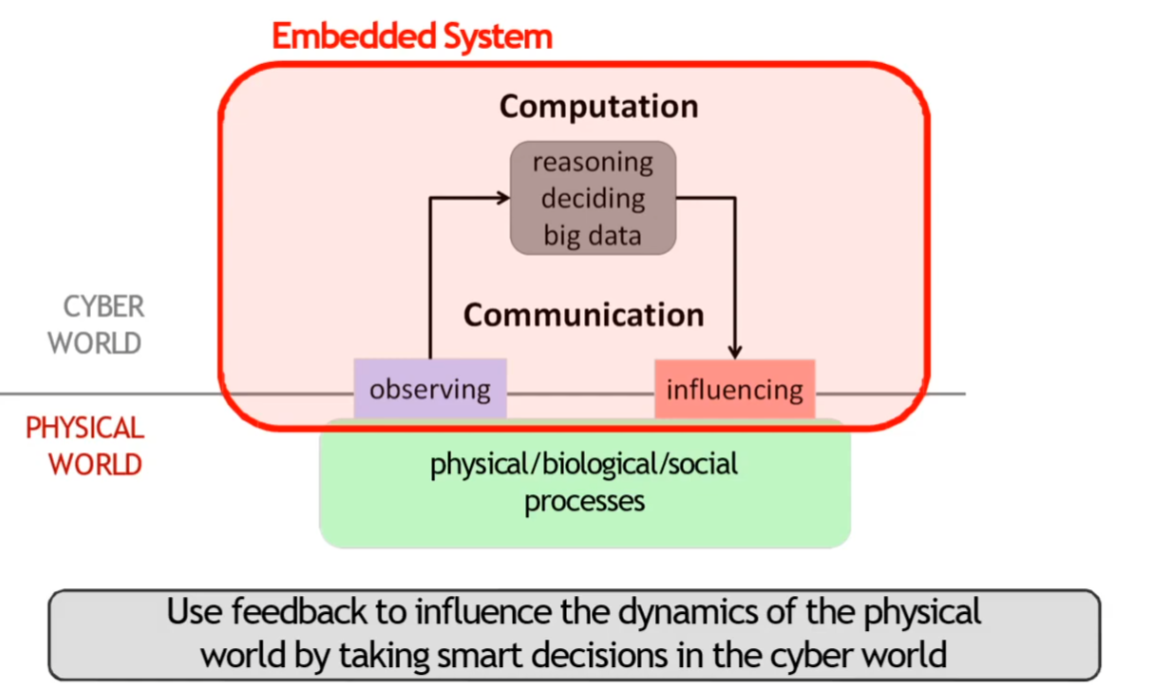 Embedded System
Computation
reasoning
deciding
big data
Communication
CYBER
WORLD
observing
influencing
PHYSICAL
WORLD
physical/biological/social
processes
Use feedback to influence the dynamics of the physical
world by taking smart decisions in the cyber world